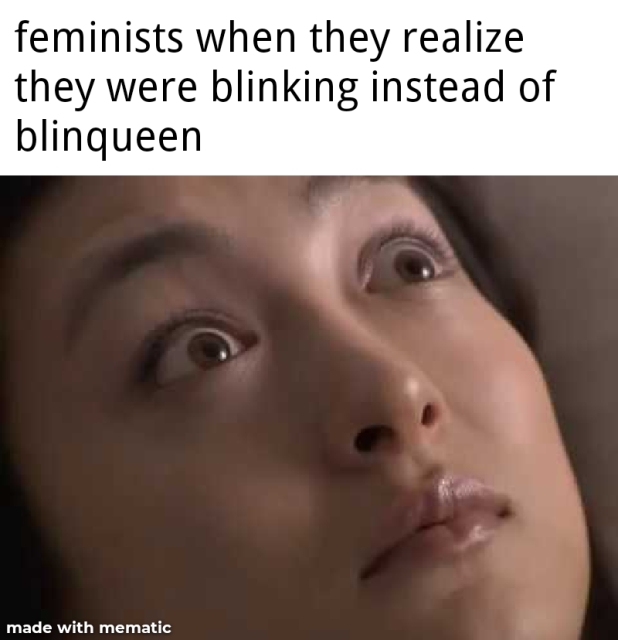 feminists when they realize
they were blinking instead of
blinqueen
made with mematic